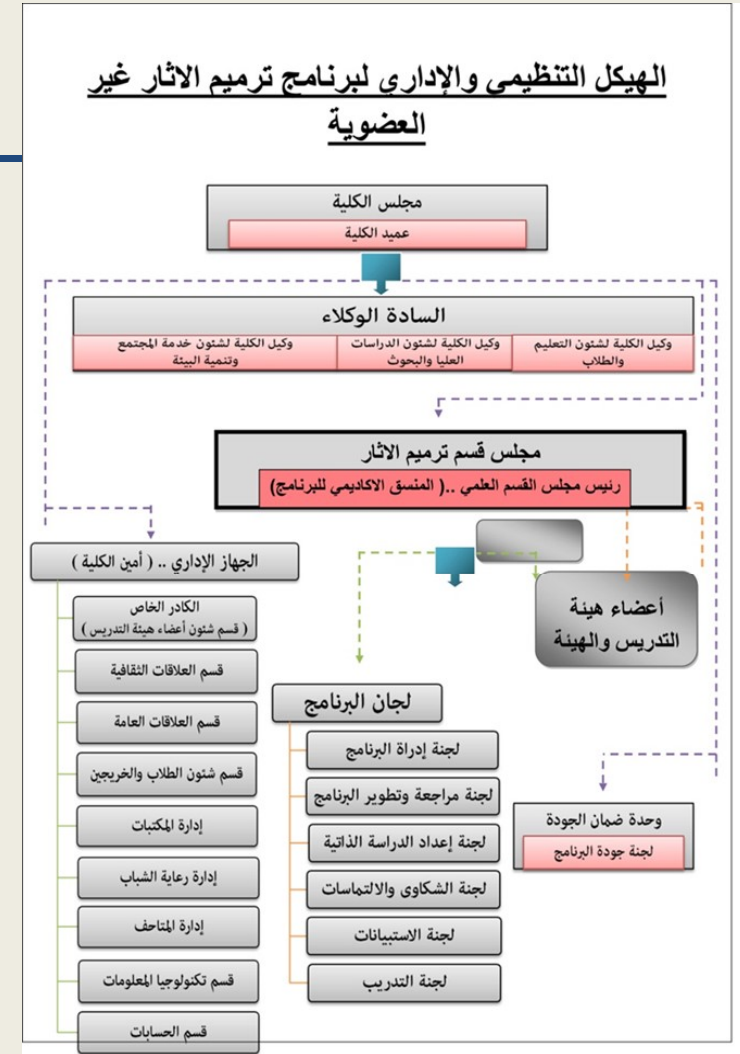 الهيكل التنظيمي والإداري لبرنامج ترميم الاثار غير
العضوية
مجلس الكلية
عميد الكلية
السادة الوكلاء
وكيل الكلية لشئون التعليم
والطلاب
وكيل الكلية لشئون الدراسات
العليا والبحوث
وكيل الكلية لشئون خدمة المجتمع
وتنمية البيئة
مجلس قسم ترميم الاثار
رئيس مجلس القسم العلمي ..( المنسق الاكاديمي للبرنامج)
الجهاز الإداري .. ( أمين الكلية )
الكادر الخاص
( قسم شئون أعضاء هيئة التدريس )
قسم العلاقات الثقافية
قسم العلاقات العامة
قسم شئون الطلاب والخريجين
إدارة المكتبات
إدارة رعاية الشباب
إدارة المتاحف
قسم تكنولوجيا المعلومات
قسم الحسابات
أعضاء هيئة
التدريس والهيئة
لجان البرنامج
لجنة إدراة البرنامج
لجنة مراجعة وتطوير البرنامج
لجنة إعداد الدراسة الذاتية
لجنة الشكاوى والالتماسات
لجنة الاستبيانات
لجنة التدريب
وحدة ضمان الجودة
لجنة جودة البرنامج